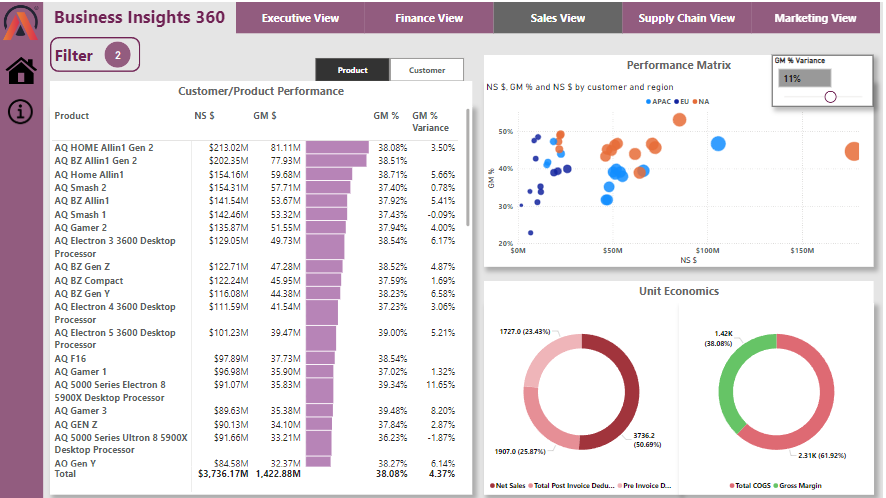 Business Insights 360
Executive View
Finance View
Sales View
Supply Chain View
Marketing View
Filter 2
Product
Customer
Customer/Product Performance
Product NS $ GM $ GM % GM % Variance
AQ HOME Allin1 Gen 2 $213.02M 81.11M 38.08% 3.50%
AQ BZ Allin1 Gen 2 $202.35M 77.93M 38.51%
AQ Home Allin1 $154.16M 59.68M 38.71% 5.66%
AQ Smash 2 $154.31M 57.71M 37.40% 0.78%
AQ BZ Allin1 $141.54M 53.67M 37.92% 5.41%
AQ Smash 1 $142.46M 53.32M 37.43% -0.09%
AQ Gamer 2 $135.87M 51.55M 37.94% 4.00%
AQ Electron 3 3600 Desktop $129.05M 49.73M 38.54% 6.17%
Processor
AQ BZ Gen Z $122.71M 47.28M 38.52% 4.87%
AQ BZ Compact $122.24M 45.95M 37.59% 1.69%
AQ BZ Gen Y $116.08M 44.38M 38.23% 6.58%
AQ Electron 4 3600 Desktop $111.59M 41.54M 37.23% 3.06%
Processor
AQ Electron 5 3600 Desktop $101.23M 39.47M 39.00% 5.21%
Processor
AQ F16 $97.89M 37.73M 38.54%
AQ Gamer 1 $96.98M 35.90M 37.02% 1.32%
AQ 5000 Series Electron 8 $91.07M 35.83M 39.34% 11.65%
5900X Desktop Processor
AQ Gamer 3 $89.63M 35.38M 39.48% 8.20%
AQ GEN Z $90.13M 34.10M 37.84% 2.87%
AQ 5000 Series Ultron 8 5900X $91.66M 33.21M 36.23% -1.87%
Desktop Processor
AQ Gen Y $84.58M 32.37M 38.27% 6.14%
Total $3,736.17M 1,422.88M 38.08% 4.37%
Performance Matrix
GM % Variance
11%
NS $, GM % and NS $ by customer and region
APAC EU NA
50%
40%
30%
20%
GM %
$0M $50M $100M $150M
NS $
Unit Economics
1727.0 (23.43%)
3736.2
(50.69%)
1907.0 (25.87%)
Net Sales Total Post Invoice Dedu... Pre Invoice D...
1.42K
(38.08%)
2.31K (61.92%)
Total COGS Gross Margin